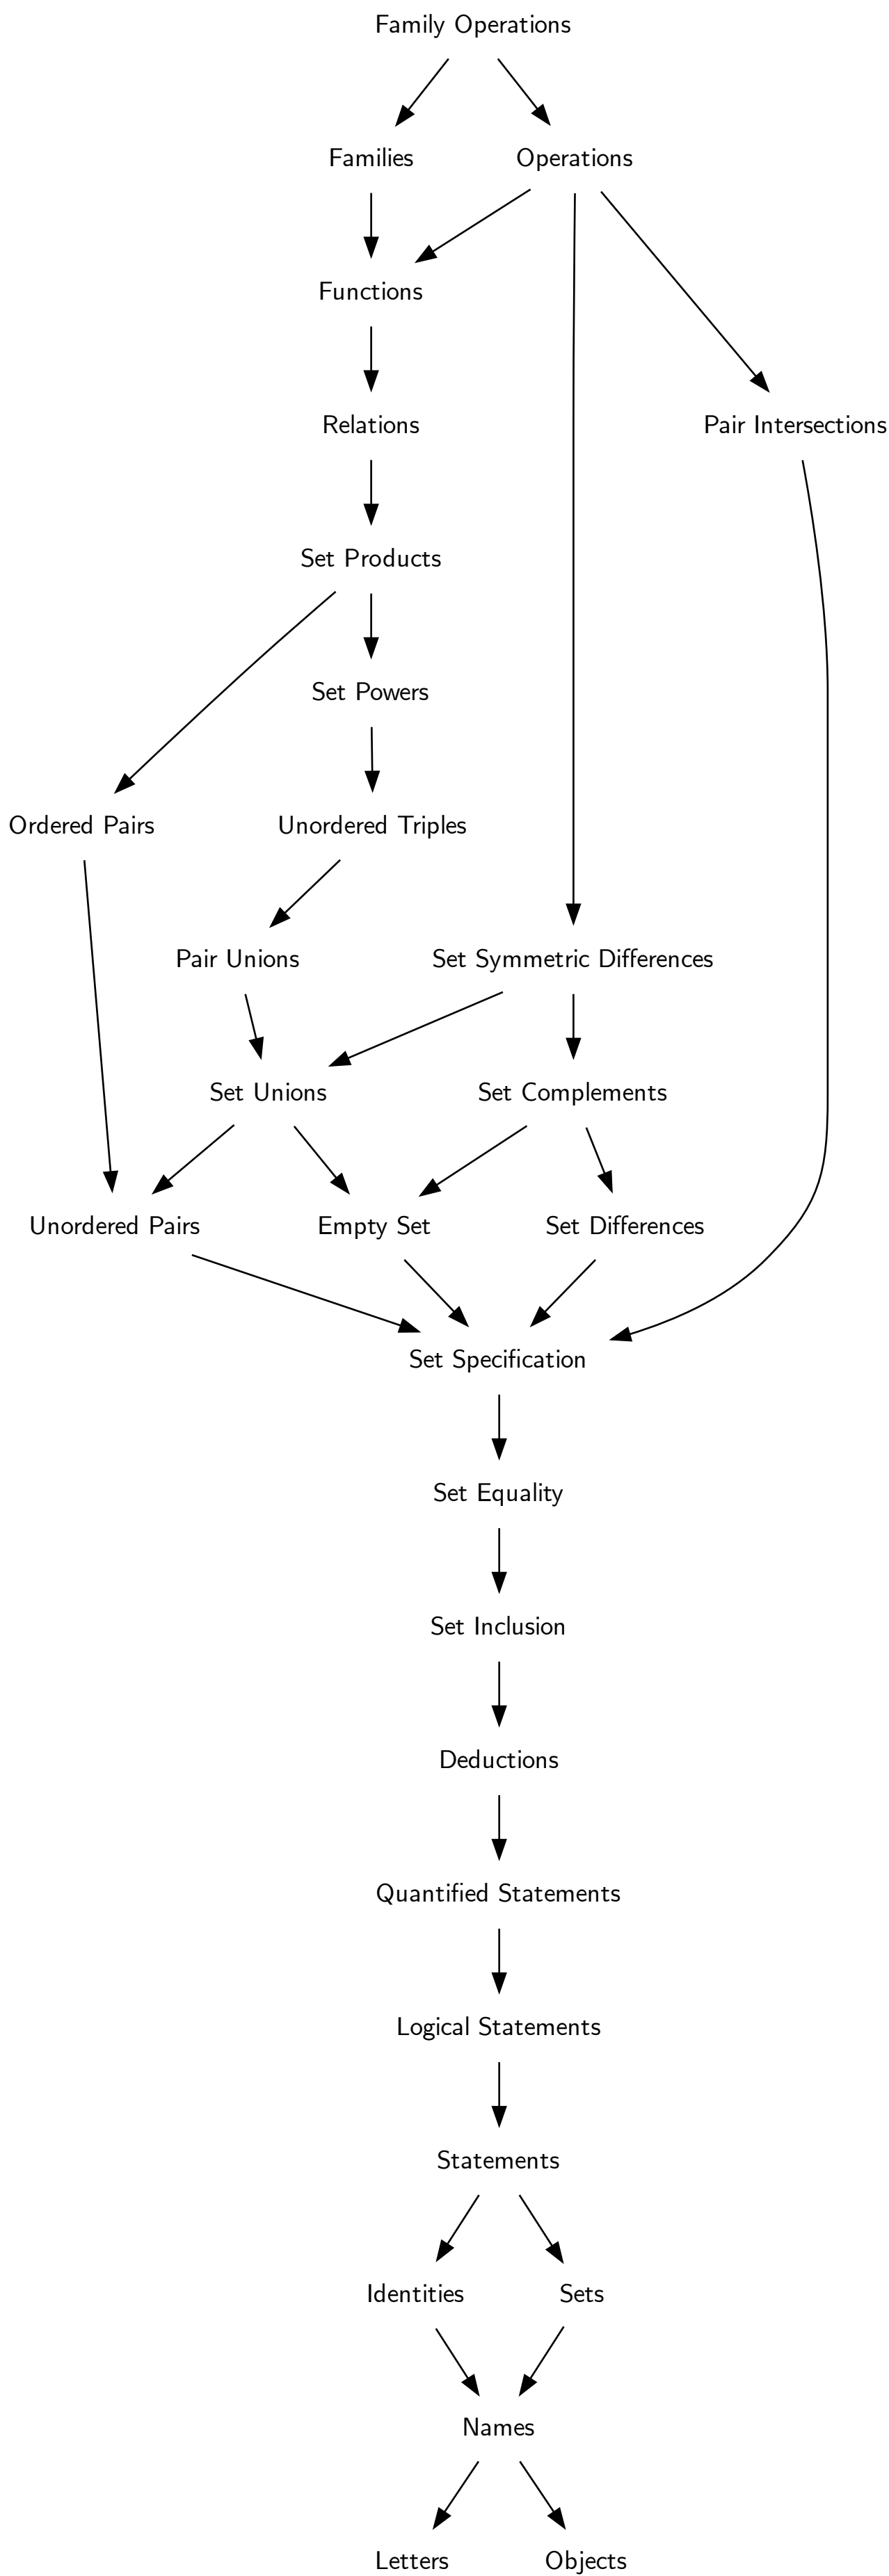 Family Operations
Families
Operations
Functions
Relations
Pair Intersections
Set Products
Set Powers
Ordered Pairs
Unordered Triples
Pair Unions
Set Symmetric Differences
Set Unions
Set Complements
Unordered Pairs
Empty Set
Set Differences
Set Specification
Set Equality
Set Inclusion
Deductions
Quantified Statements
Logical Statements
Statements
Identities
Sets
Names
Letters
Objects